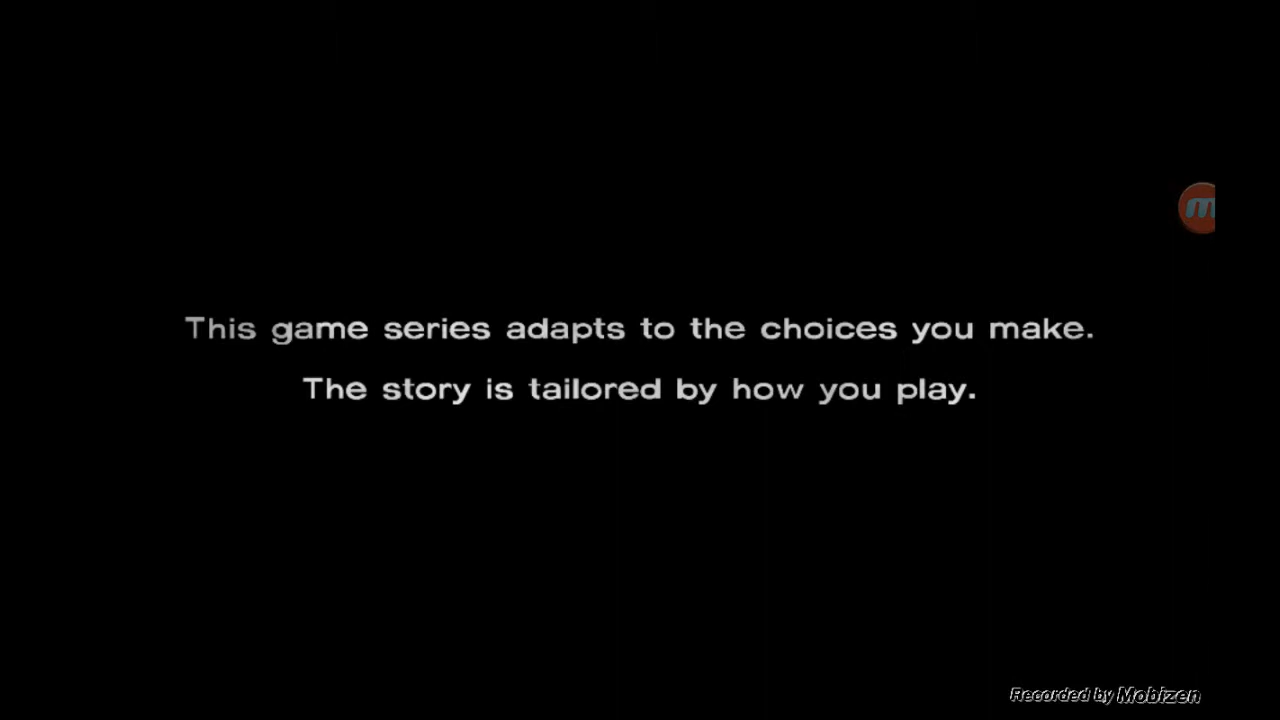 m
This game series adapts to the choices you make.
The story is tailored by how you play.
Recorded by Mobizen